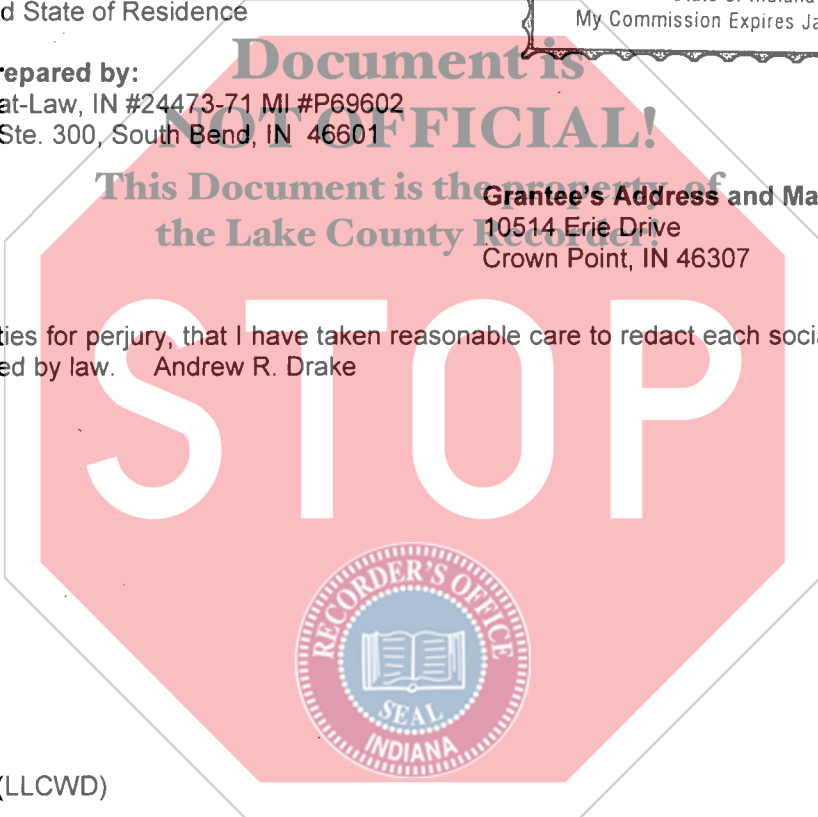 d State of Residence
My Commission Expires Ja
Document is
repared by:
at-Law, IN #24473-71 MI #P69602
NOT OFFICIAL!
Ste. 300, South Bend, IN 46601
This Document is the property of
Grantee's Address and Ma
the Lake County Recorder!
10514 Erie Drive
Crown Point, IN 46307
ties for perjury, that I have taken reasonable care to redact each socia
ed by law. Andrew R. Drake
STOP
RECORDER'S OFFICE
SEAL
INDIANA
(LLCWD)